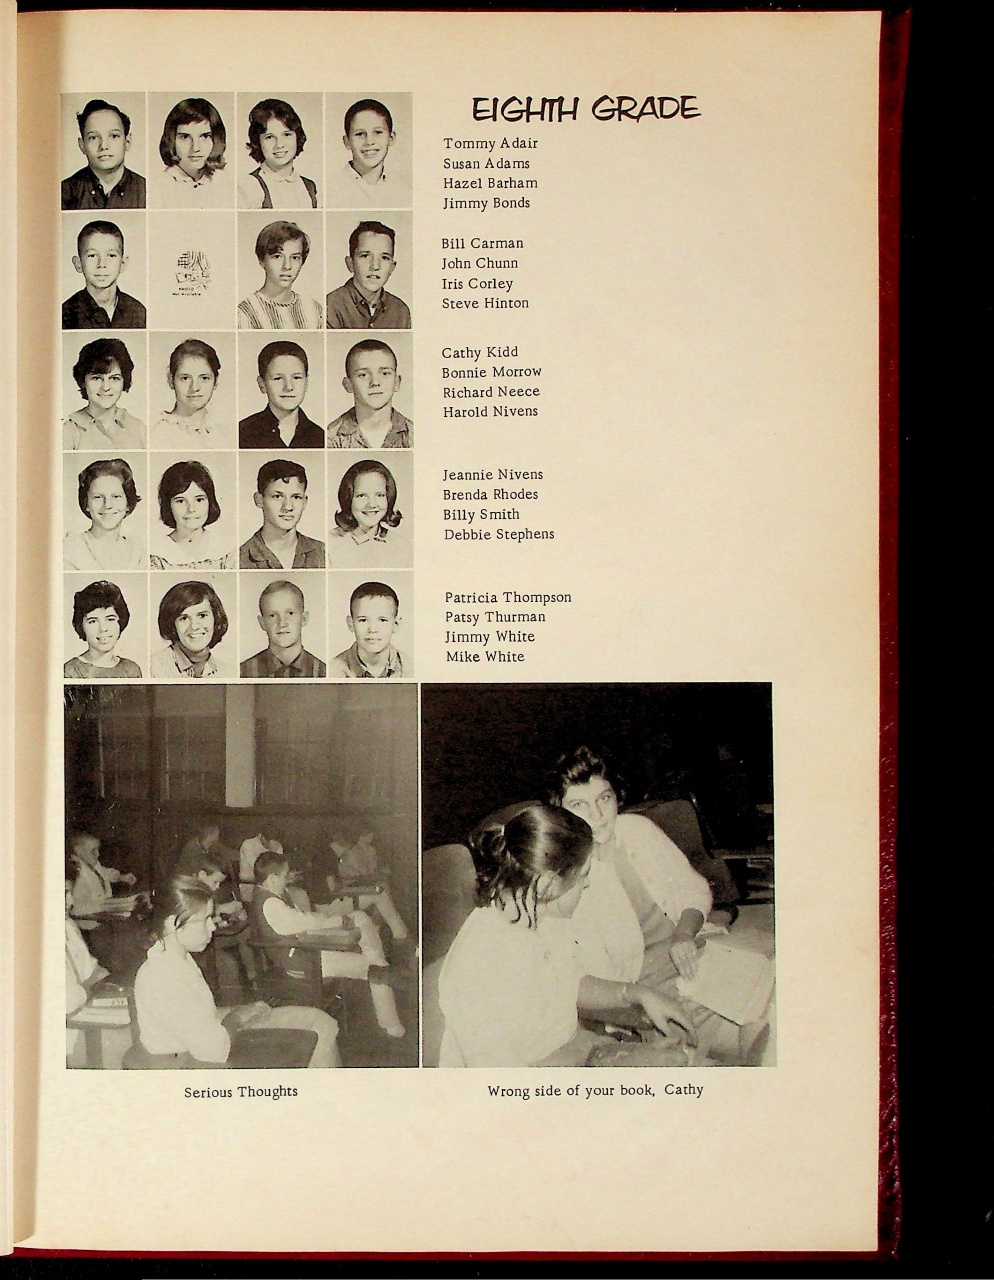 EIGHTH GRADE
Tommy Adair
Susan Adams
Hazel Barham
Jimmy Bonds
Bill Carman
John Chunn
Iris Corley
Steve Hinton
PHOTO
Not Available
Cathy Kidd
Bonnie Morrow
Richard Neece
Harold Nivens
Jeannie Nivens
Brenda Rhodes
Billy Smith
Debbie Stephens
Patricia Thompson
Patsy Thurman
Jimmy White
Mike White
Serious Thoughts
Wrong side of your book, Cathy